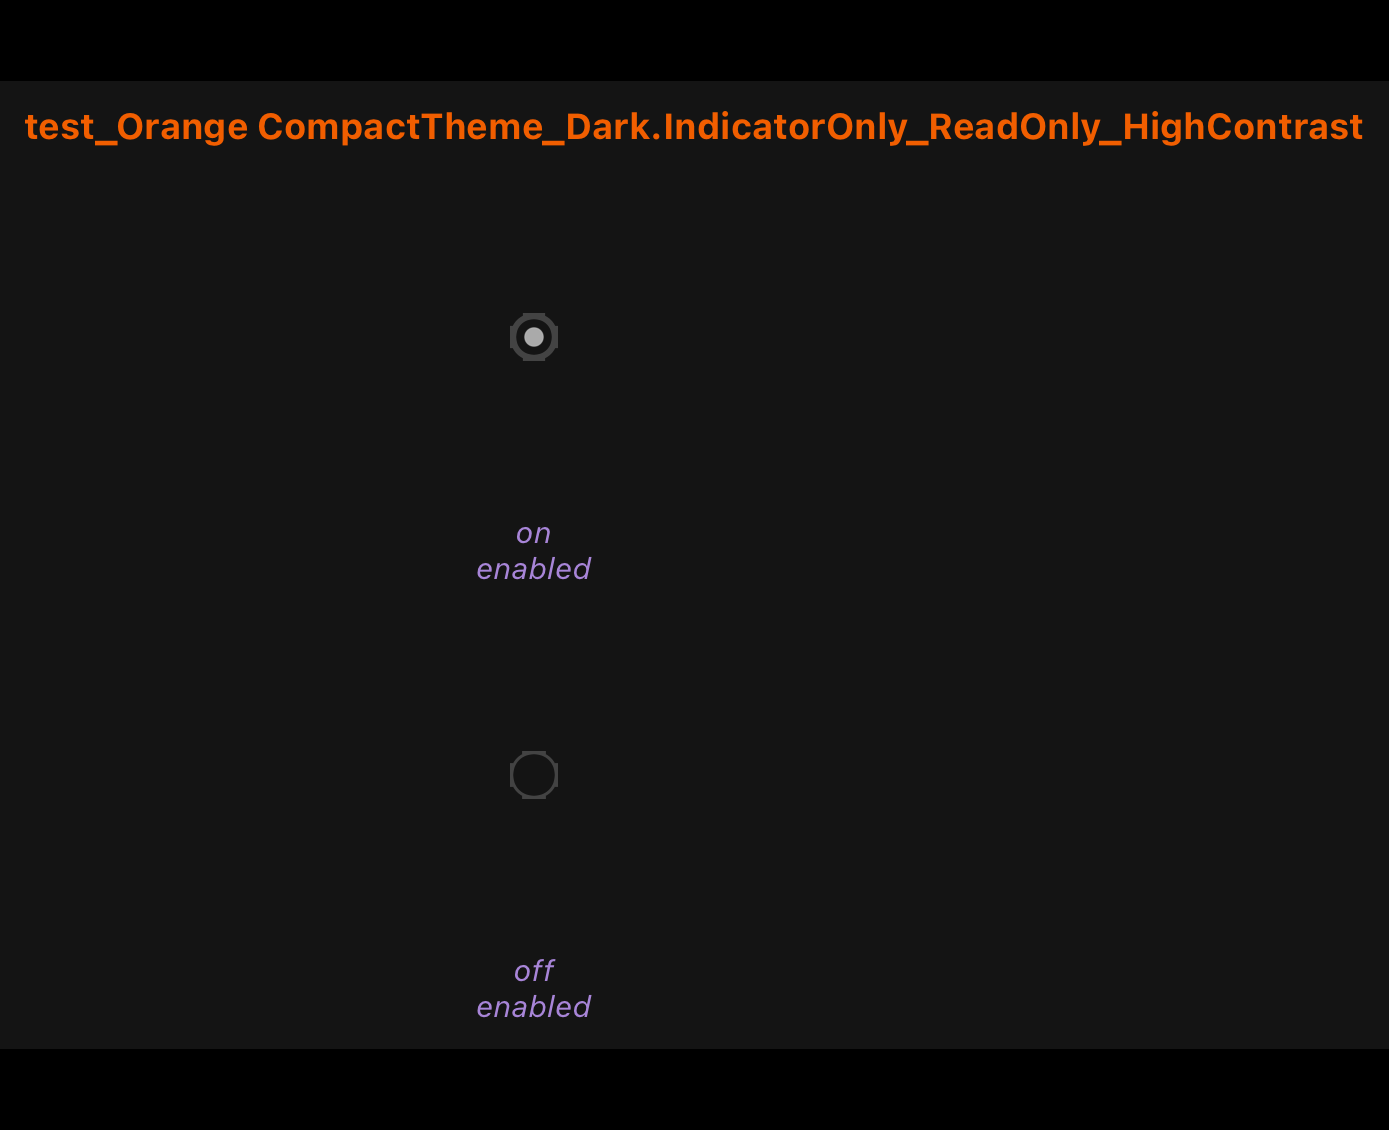 test_Orange CompactTheme_Dark.IndicatorOnly_ReadOnly_HighContrast
on
enabled
off
enabled